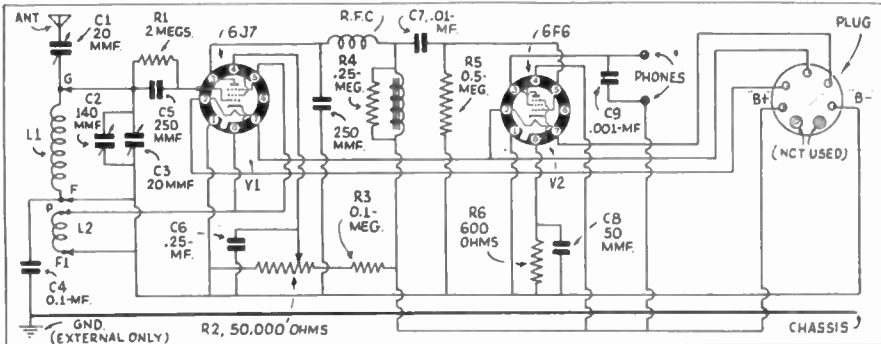 ANT.
C1
20
MMF.
R1
2 MEGS.
6J7
R.F.C.
C7, .01-
MF.
6F6
PLUG
G
C2
140
MMF
C5
250
MMF
R4
.25-
MEG.
R5
0.5-
MEG.
PHONES
C9
.001-MF
B+
B-
L1
C3
20 MMF
250
MMF.
(NCT USED)
F
P
V1
V2
L2
F1
C6
.25-
MF.
R3
0.1-
MEG.
R6
600
OHMS
C8
50
MMF.
C4
0.1-MF.
GND.
(EXTERNAL ONLY)
R2, 50,000 OHMS
CHASSIS